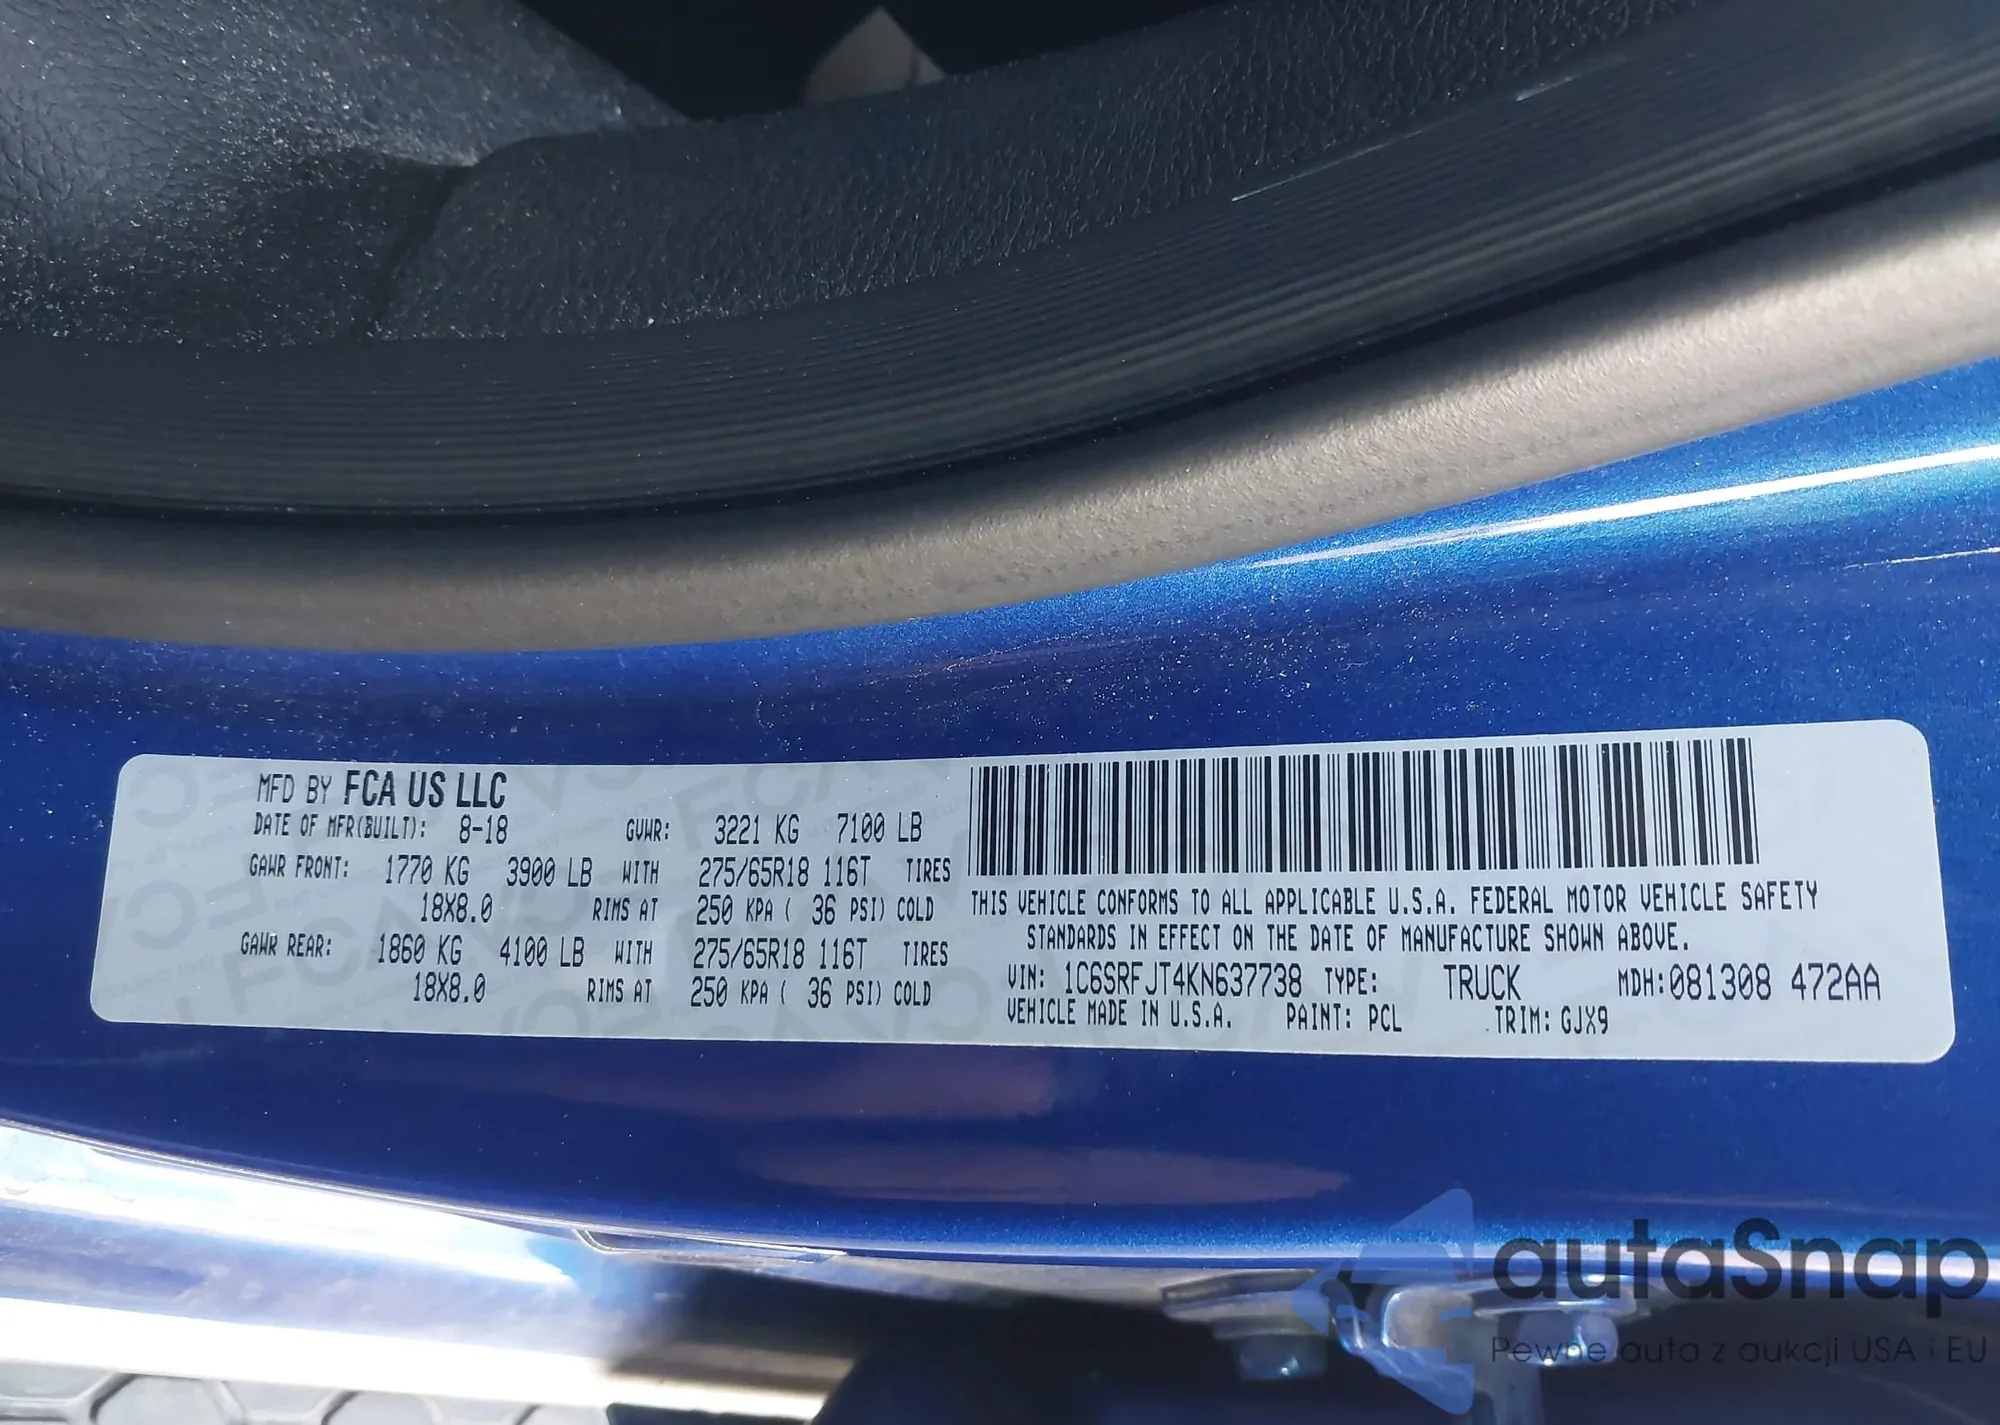 MFD BY FCA US LLC
DATE OF MFR(BUILT): 8-18 GVWR: 3221 KG 7100 LB
GAWR FRONT: 1770 KG 3900 LB WITH 275/65R18 116T TIRES
18X8.0 RIMS AT 250 KPA ( 36 PSI) COLD
GAWR REAR: 1860 KG 4100 LB WITH 275/65R18 116T TIRES
18X8.0 RIMS AT 250 KPA ( 36 PSI) COLD
THIS VEHICLE CONFORMS TO ALL APPLICABLE U.S.A. FEDERAL MOTOR VEHICLE SAFETY
STANDARDS IN EFFECT ON THE DATE OF MANUFACTURE SHOWN ABOVE.
VIN: 1C6SRFJT4KN637738 TYPE: TRUCK MDH:081308 472AA
VEHICLE MADE IN U.S.A. PAINT: PCL TRIM: GJX9
autaSnap
Pewne auta z aukcji USA i EU